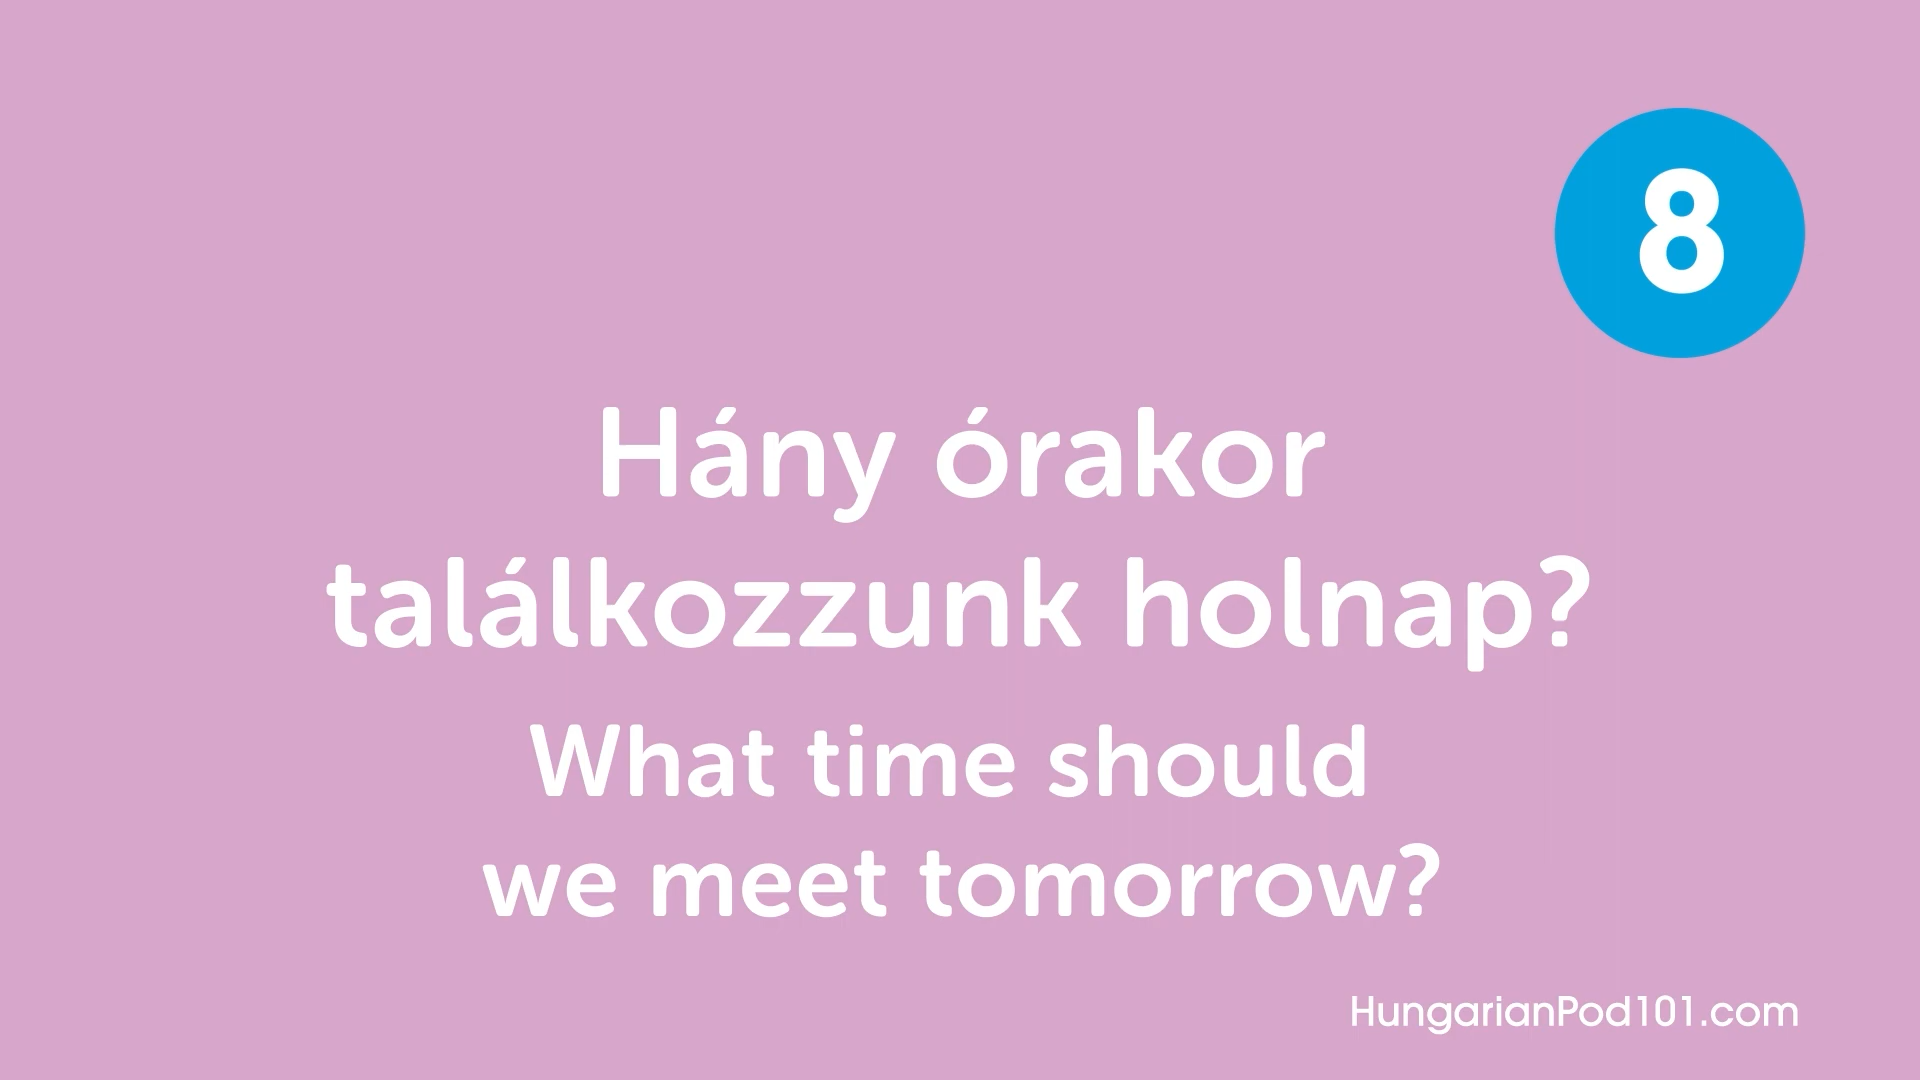 8
Hány órakor
találkozzunk holnap?
What time should
we meet tomorrow?
HungarianPod101.com